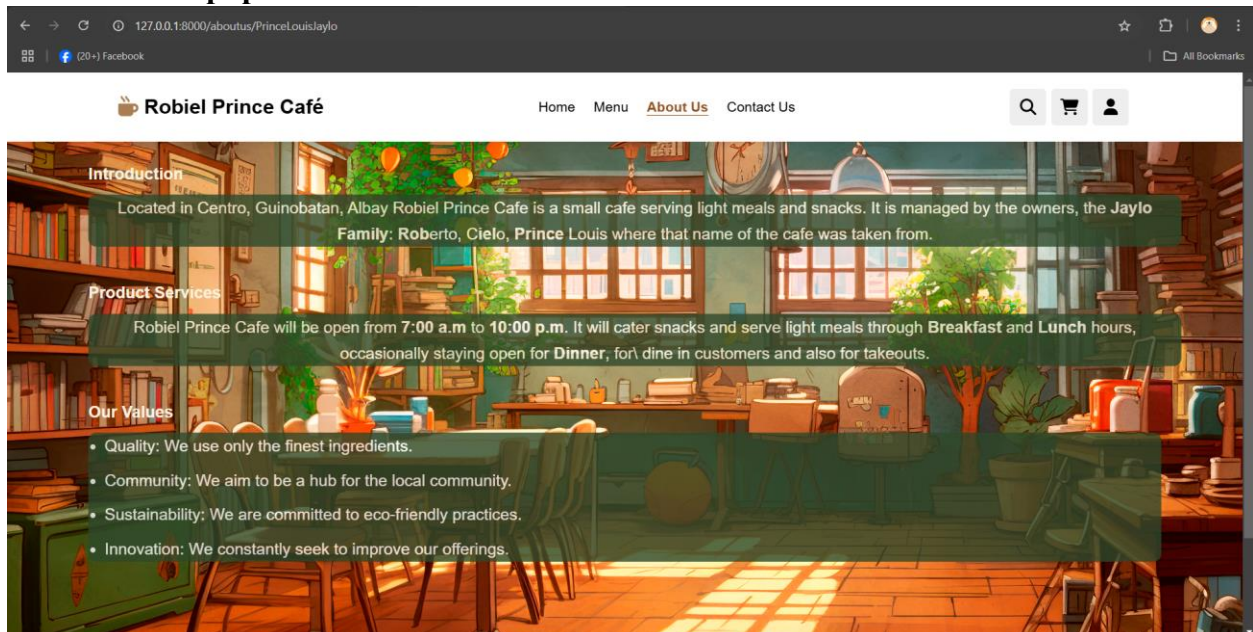 127.0.0.1:8000/aboutus/PrinceLouisJaylo
(20+) Facebook
All Bookmarks
Robiel Prince Café
Home Menu About Us Contact Us
Introduction
Located in Centro, Guinobatan, Albay Robiel Prince Cafe is a small cafe serving light meals and snacks. It is managed by the owners, the Jaylo
Family: Roberto, Cielo, Prince Louis where that name of the cafe was taken from.
Product Services
Robiel Prince Cafe will be open from 7:00 a.m to 10:00 p.m. It will cater snacks and serve light meals through Breakfast and Lunch hours,
occasionally staying open for Dinner, for\ dine in customers and also for takeouts.
Our Values
• Quality: We use only the finest ingredients.
• Community: We aim to be a hub for the local community.
• Sustainability: We are committed to eco-friendly practices.
• Innovation: We constantly seek to improve our offerings.